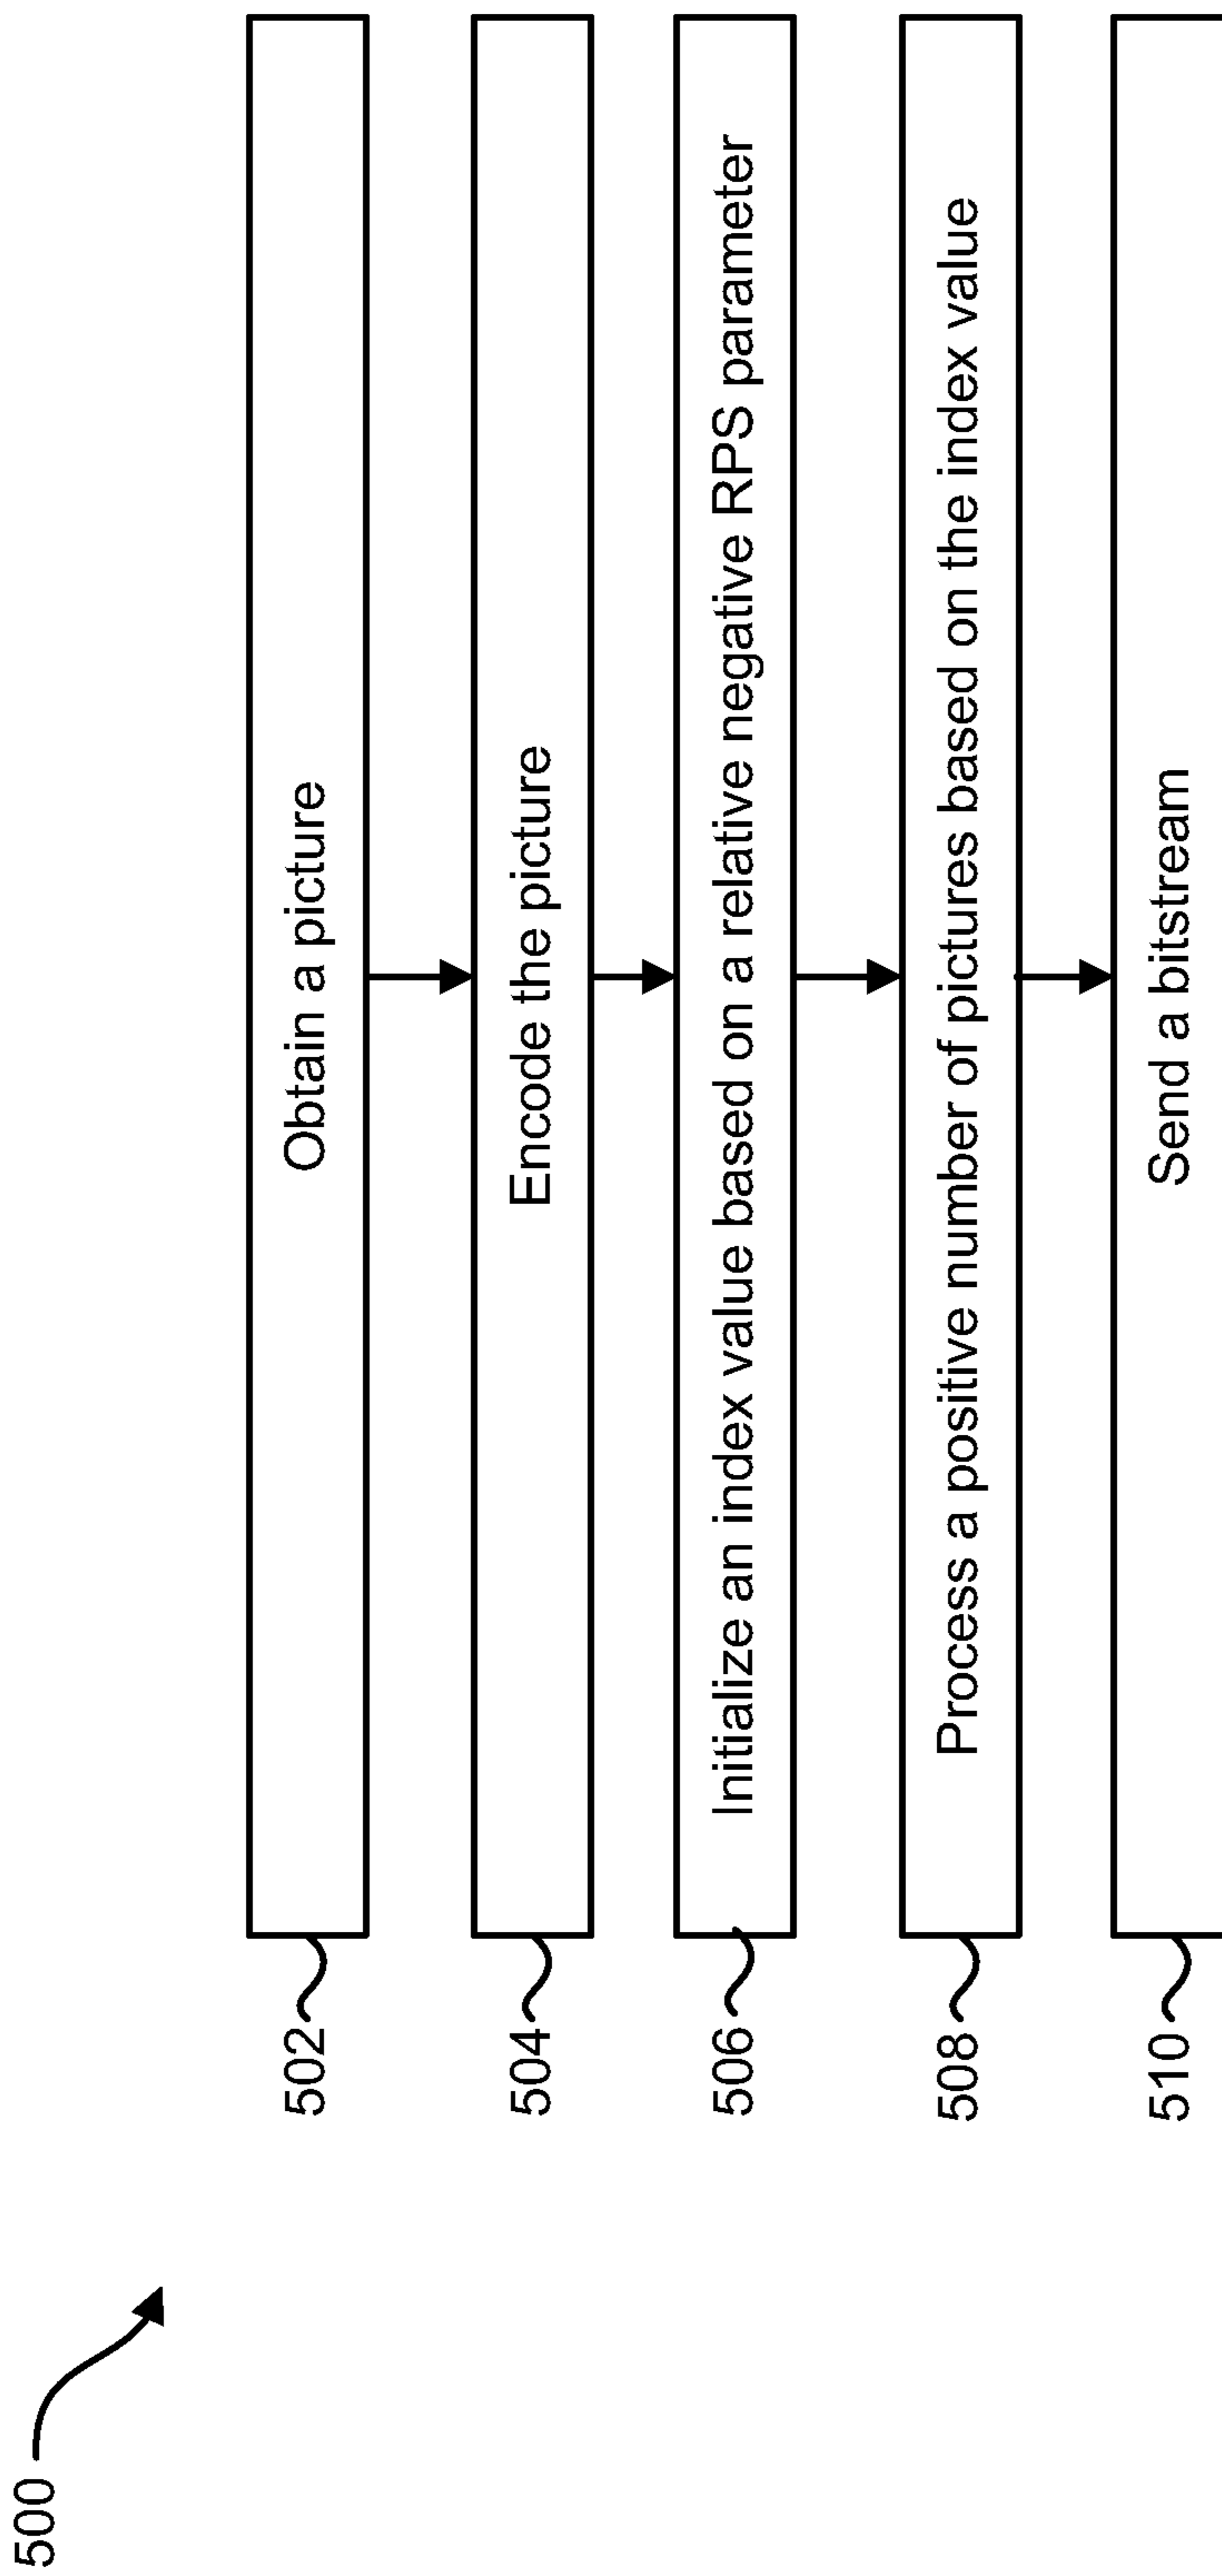 500
502
Obtain a picture
504
Encode the picture
506
Initialize an index value based on a relative negative RPS parameter
508
Process a positive number of pictures based on the index value
510
Send a bitstream